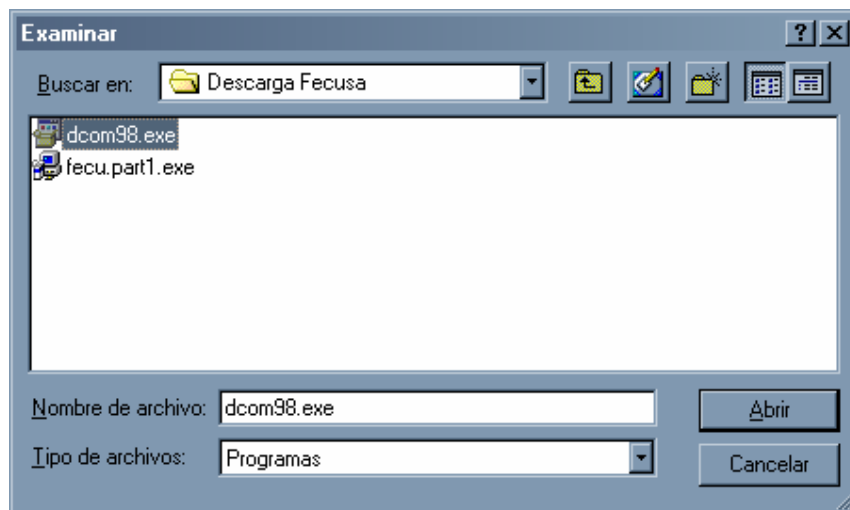 Examinar
Buscar en: Descarga Fecusa
dcom98.exe
fecu.part1.exe
Nombre de archivo: dcom98.exe Abrir
Tipo de archivos: Programas Cancelar